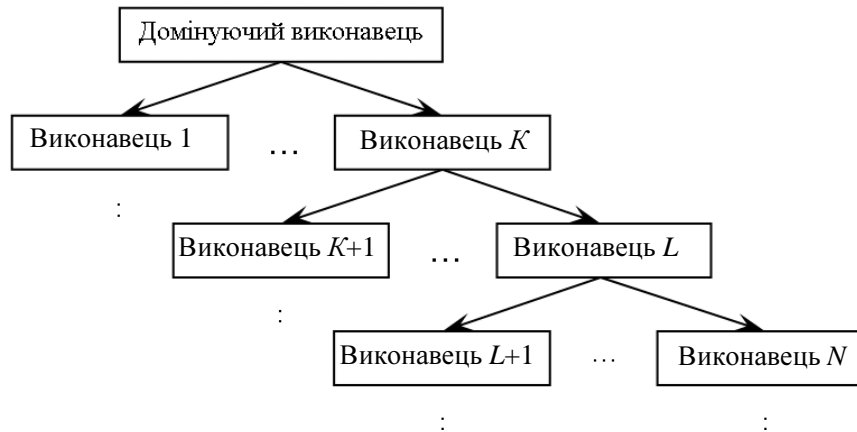 Домінуючий виконавець
Виконавець 1 ... Виконавець К
:
Виконавець К+1 ... Виконавець L
:
Виконавець L+1 ... Виконавець N
: :